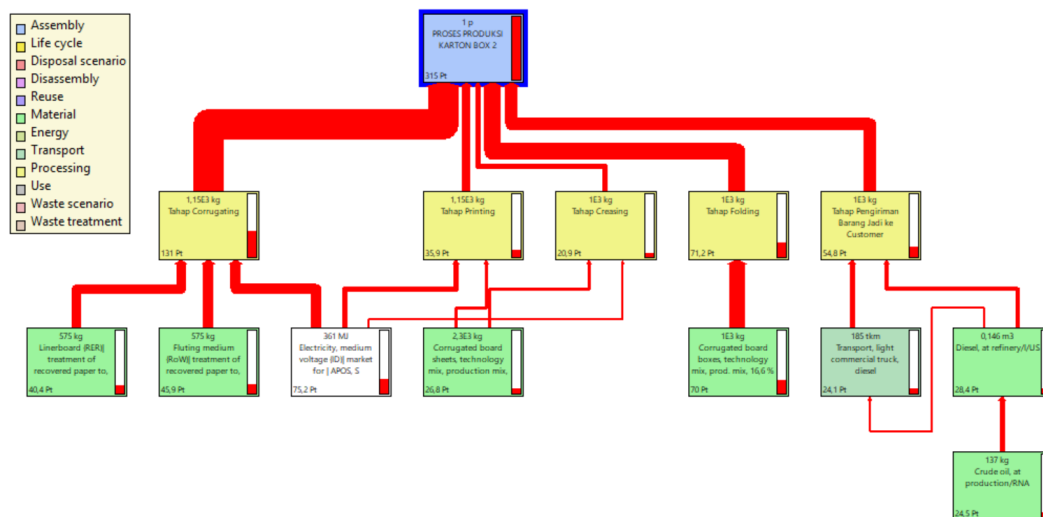 Assembly
Life cycle
Disposal scenario
Disassembly
Reuse
Material
Energy
Transport
Processing
Use
Waste scenario
Waste treatment
1 p
PROSES PRODUKSI
KARTON BOX 2
315 Pt
1,15E3 kg
Tahap Corrugating
131 Pt
1,15E3 kg
Tahap Printing
35,9 Pt
1E3 kg
Tahap Creasing
20,9 Pt
1E3 kg
Tahap Folding
71,2 Pt
1E3 kg
Tahap Pengiriman
Barang Jadi ke
Customer
54,8 Pt
575 kg
Linerboard {RER}|
treatment of
recovered paper to,
40,4 Pt
575 kg
Fluting medium
{RoW}| treatment of
recovered paper to,
45,9 Pt
361 MJ
Electricity, medium
voltage {ID}| market
for | APOS, S
75,2 Pt
2,3E3 kg
Corrugated board
sheets, technology
mix, production mix,
26,8 Pt
1E3 kg
Corrugated board
boxes, technology
mix, prod. mix, 16,6 %
70 Pt
185 tkm
Transport, light
commercial truck,
diesel
24,1 Pt
0,146 m3
Diesel, at refinery/l/US
28,4 Pt
137 kg
Crude oil, at
production/RNA
24,5 Pt